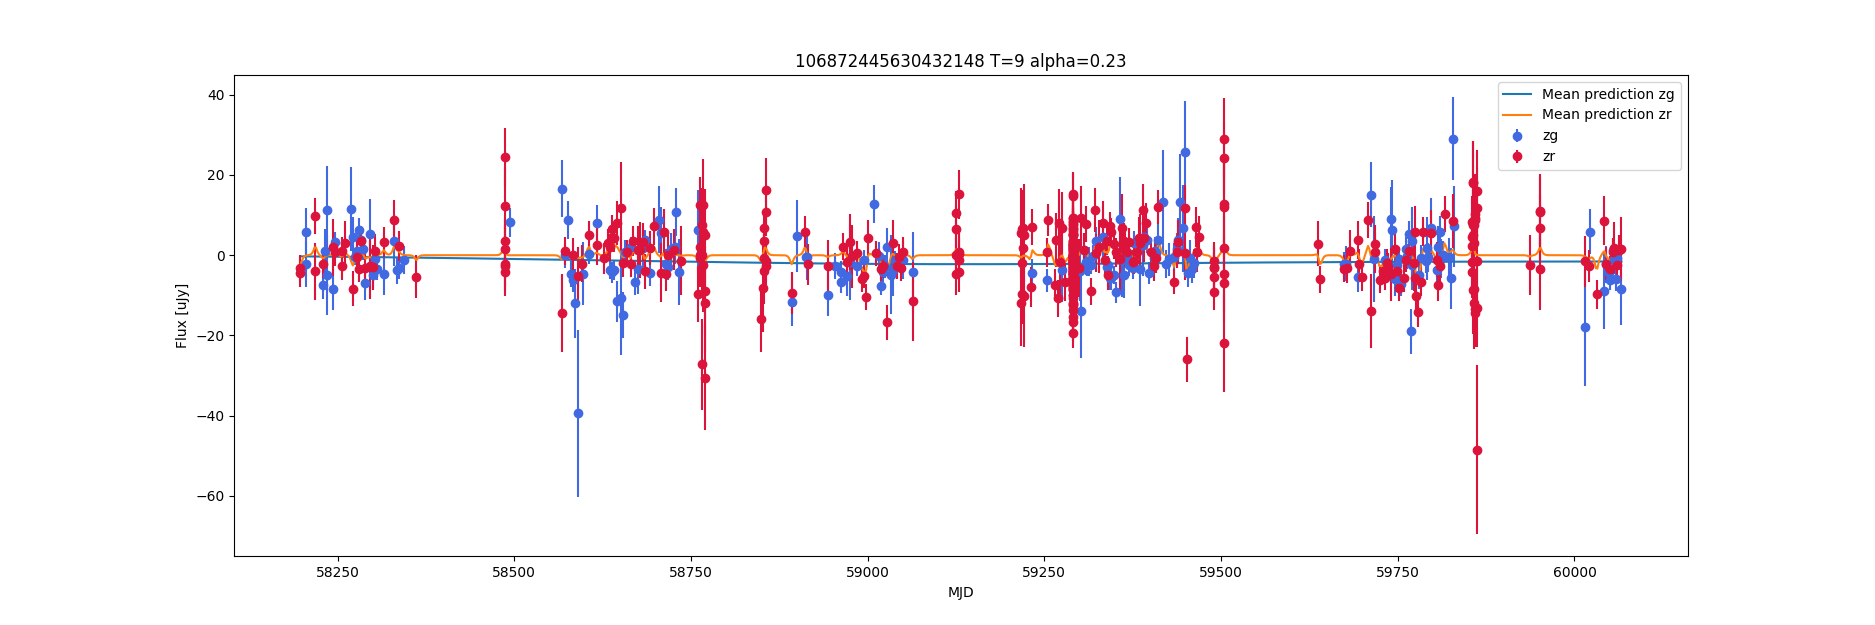 106872445630432148 T=9 alpha=0.23
Mean prediction zg
Mean prediction zr
zg
zr
Flux [uJy]
40
20
0
−20
−40
−60
58250 58500 58750 59000 59250 59500 59750 60000
MJD